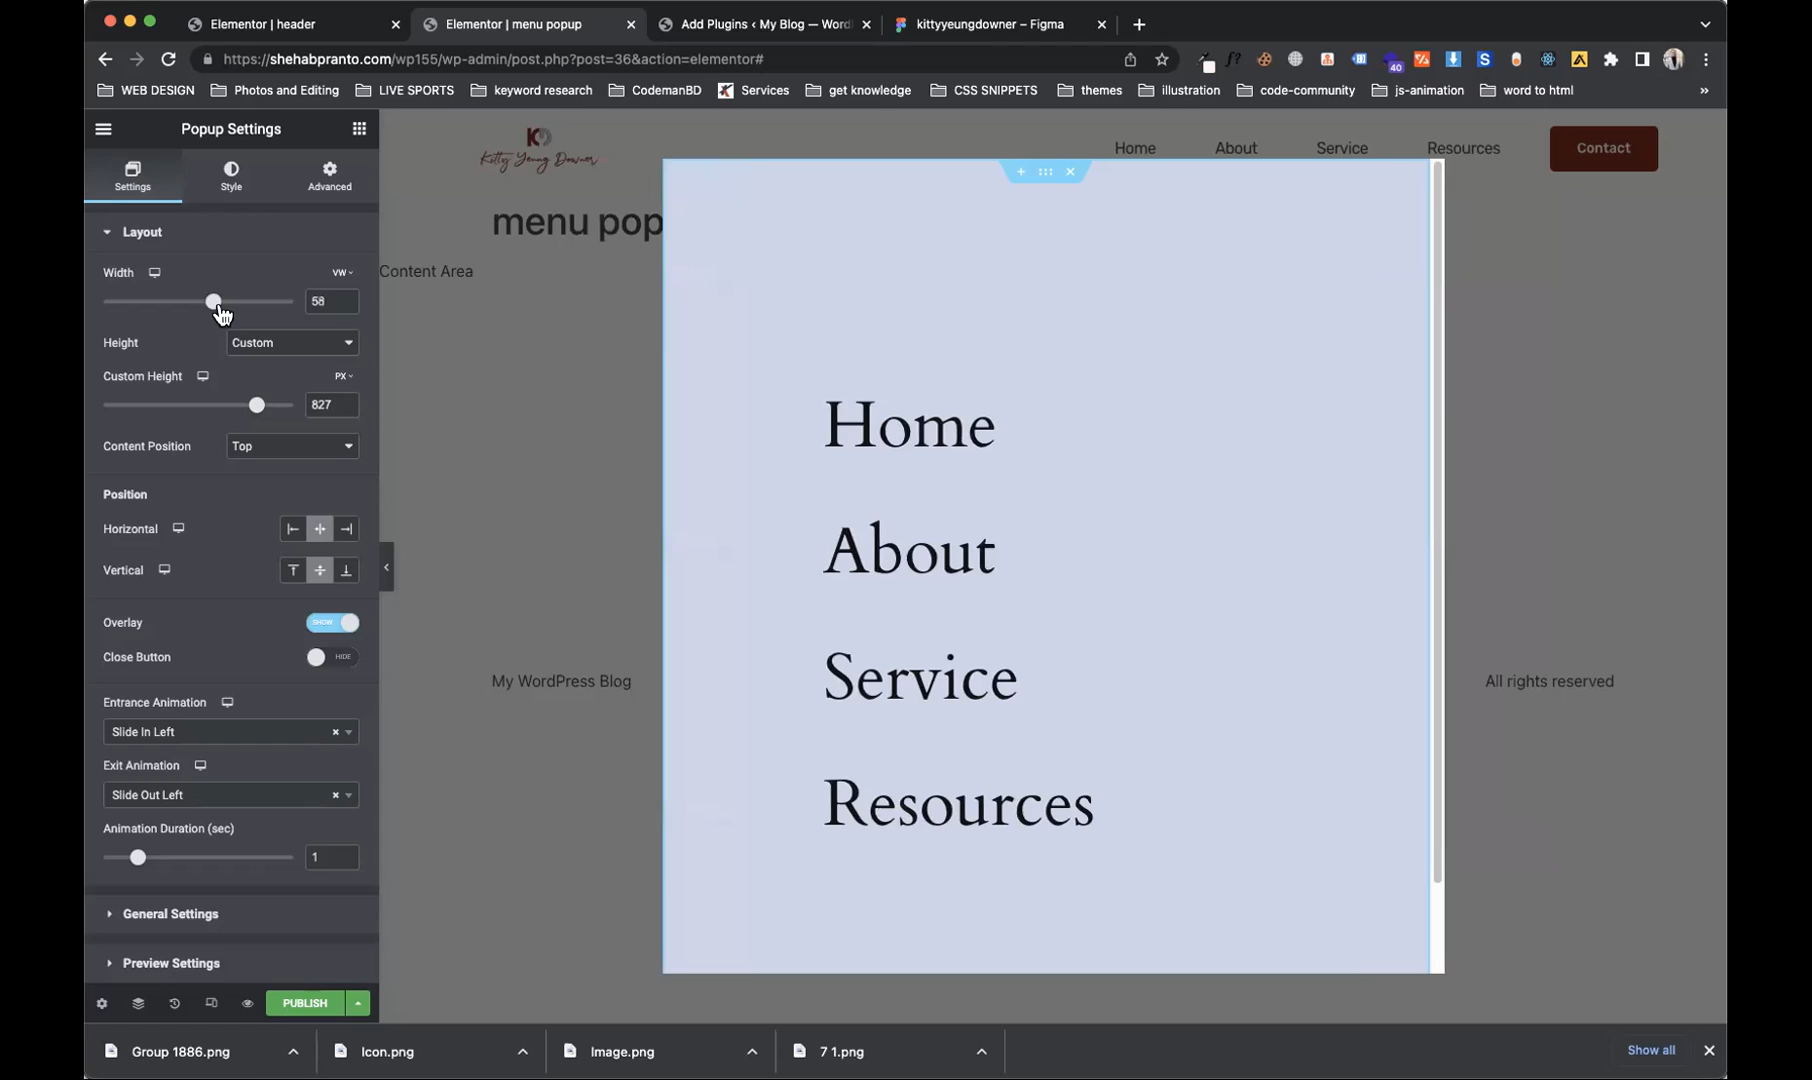 Elementor | header
Elementor | menu popup
Add Plugins ‹ My Blog — Word
kittyyeungdowner – Figma
https://shehabpranto.com/wp155/wp-admin/post.php?post=36&action=elementor#
f?
40
S
WEB DESIGN
Photos and Editing
LIVE SPORTS
keyword research
CodemanBD
Services
get knowledge
CSS SNIPPETS
themes
illustration
code-community
js-animation
word to html
»
Popup Settings
Settings
Style
Advanced
Layout
Width
VW
58
Height
Custom
Custom Height
PX
827
Content Position
Top
Position
Horizontal
Vertical
Overlay
SHOW
Close Button
HIDE
Entrance Animation
Slide In Left
Exit Animation
Slide Out Left
Animation Duration (sec)
1
General Settings
Preview Settings
PUBLISH
KD
Kitty Yeung Downer
Home
About
Service
Resources
Contact
menu pop
Content Area
Home
About
Service
Resources
My WordPress Blog
All rights reserved
Group 1886.png
Icon.png
Image.png
7 1.png
Show all